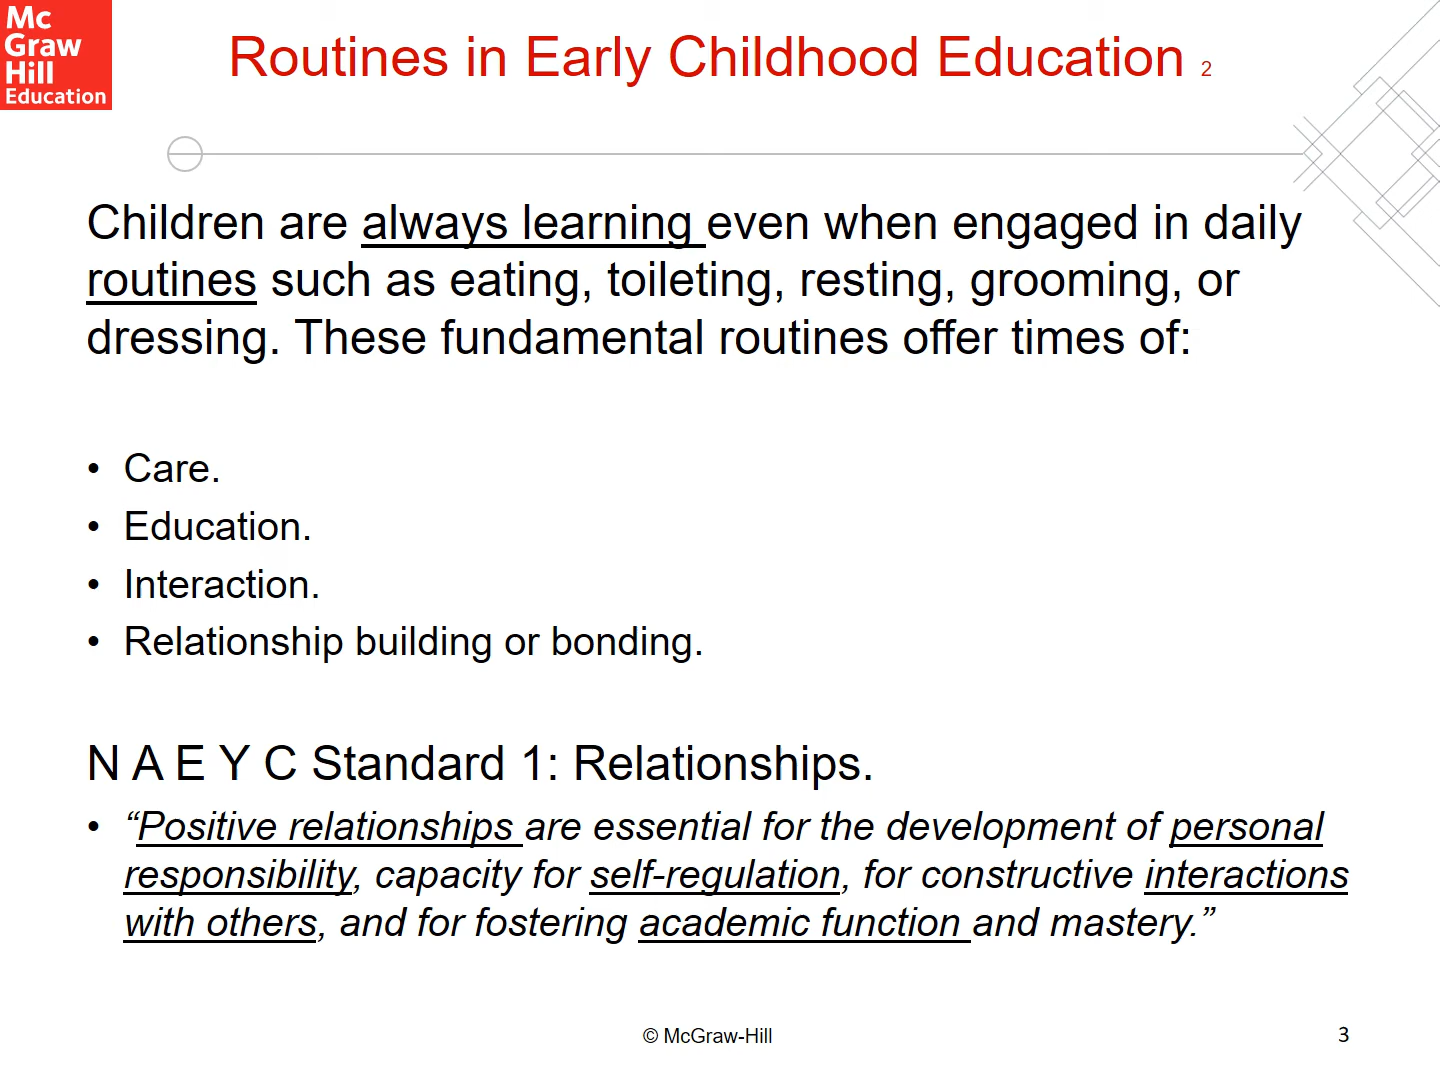 Mc
Graw
Hill
Education
Routines in Early Childhood Education 2
Children are always learning even when engaged in daily
routines such as eating, toileting, resting, grooming, or
dressing. These fundamental routines offer times of:
• Care.
• Education.
• Interaction.
• Relationship building or bonding.
N A E Y C Standard 1: Relationships.
• “Positive relationships are essential for the development of personal
responsibility, capacity for self-regulation, for constructive interactions
with others, and for fostering academic function and mastery.”
© McGraw-Hill
3